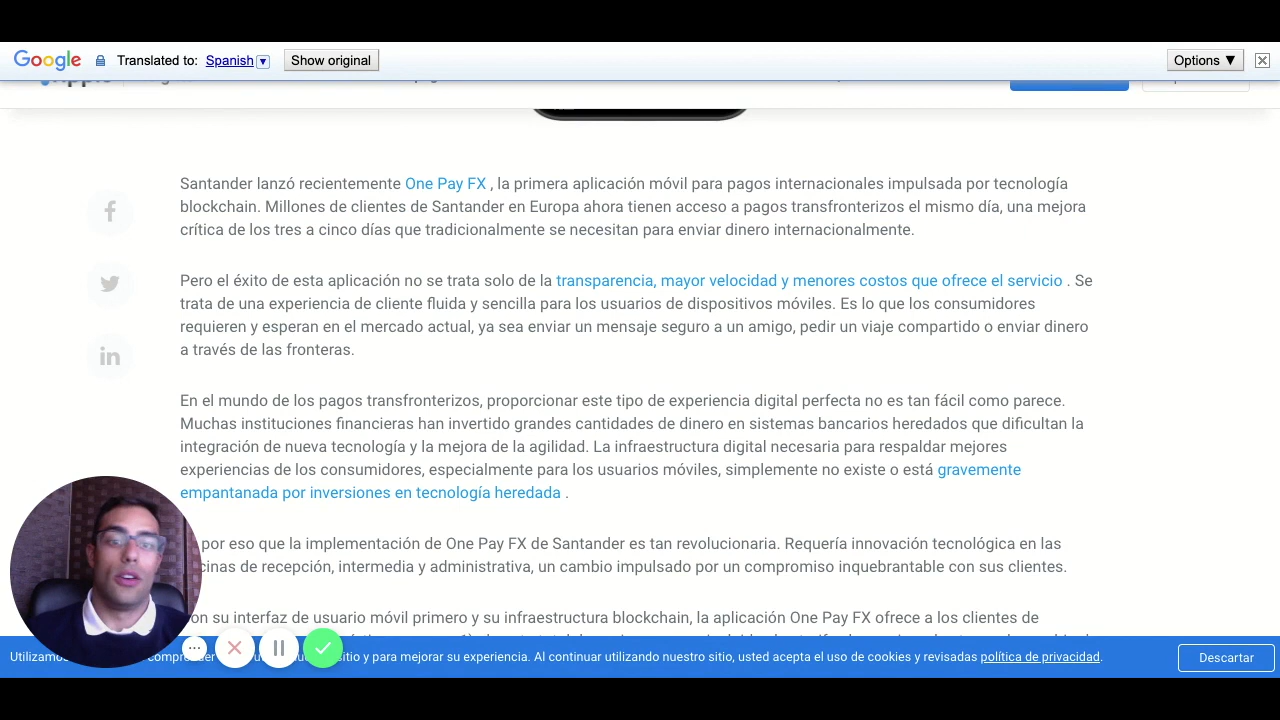 Google Translated to: Spanish ▼ Show original Options ▼
Santander lanzó recientemente One Pay FX , la primera aplicación móvil para pagos internacionales impulsada por tecnología
blockchain. Millones de clientes de Santander en Europa ahora tienen acceso a pagos transfronterizos el mismo día, una mejora
crítica de los tres a cinco días que tradicionalmente se necesitan para enviar dinero internacionalmente.
Pero el éxito de esta aplicación no se trata solo de la transparencia, mayor velocidad y menores costos que ofrece el servicio . Se
trata de una experiencia de cliente fluida y sencilla para los usuarios de dispositivos móviles. Es lo que los consumidores
requieren y esperan en el mercado actual, ya sea enviar un mensaje seguro a un amigo, pedir un viaje compartido o enviar dinero
a través de las fronteras.
En el mundo de los pagos transfronterizos, proporcionar este tipo de experiencia digital perfecta no es tan fácil como parece.
Muchas instituciones financieras han invertido grandes cantidades de dinero en sistemas bancarios heredados que dificultan la
integración de nueva tecnología y la mejora de la agilidad. La infraestructura digital necesaria para respaldar mejores
experiencias de los consumidores, especialmente para los usuarios móviles, simplemente no existe o está gravemente
empantanada por inversiones en tecnología heredada .
por eso que la implementación de One Pay FX de Santander es tan revolucionaria. Requería innovación tecnológica en las
de recepción, intermedia y administrativa, un cambio impulsado por un compromiso inquebrantable con sus clientes.
su interfaz de usuario móvil primero y su infraestructura blockchain, la aplicación One Pay FX ofrece a los clientes de
Utilizamos sitio y para mejorar su experiencia. Al continuar utilizando nuestro sitio, usted acepta el uso de cookies y revisadas política de privacidad. Descartar